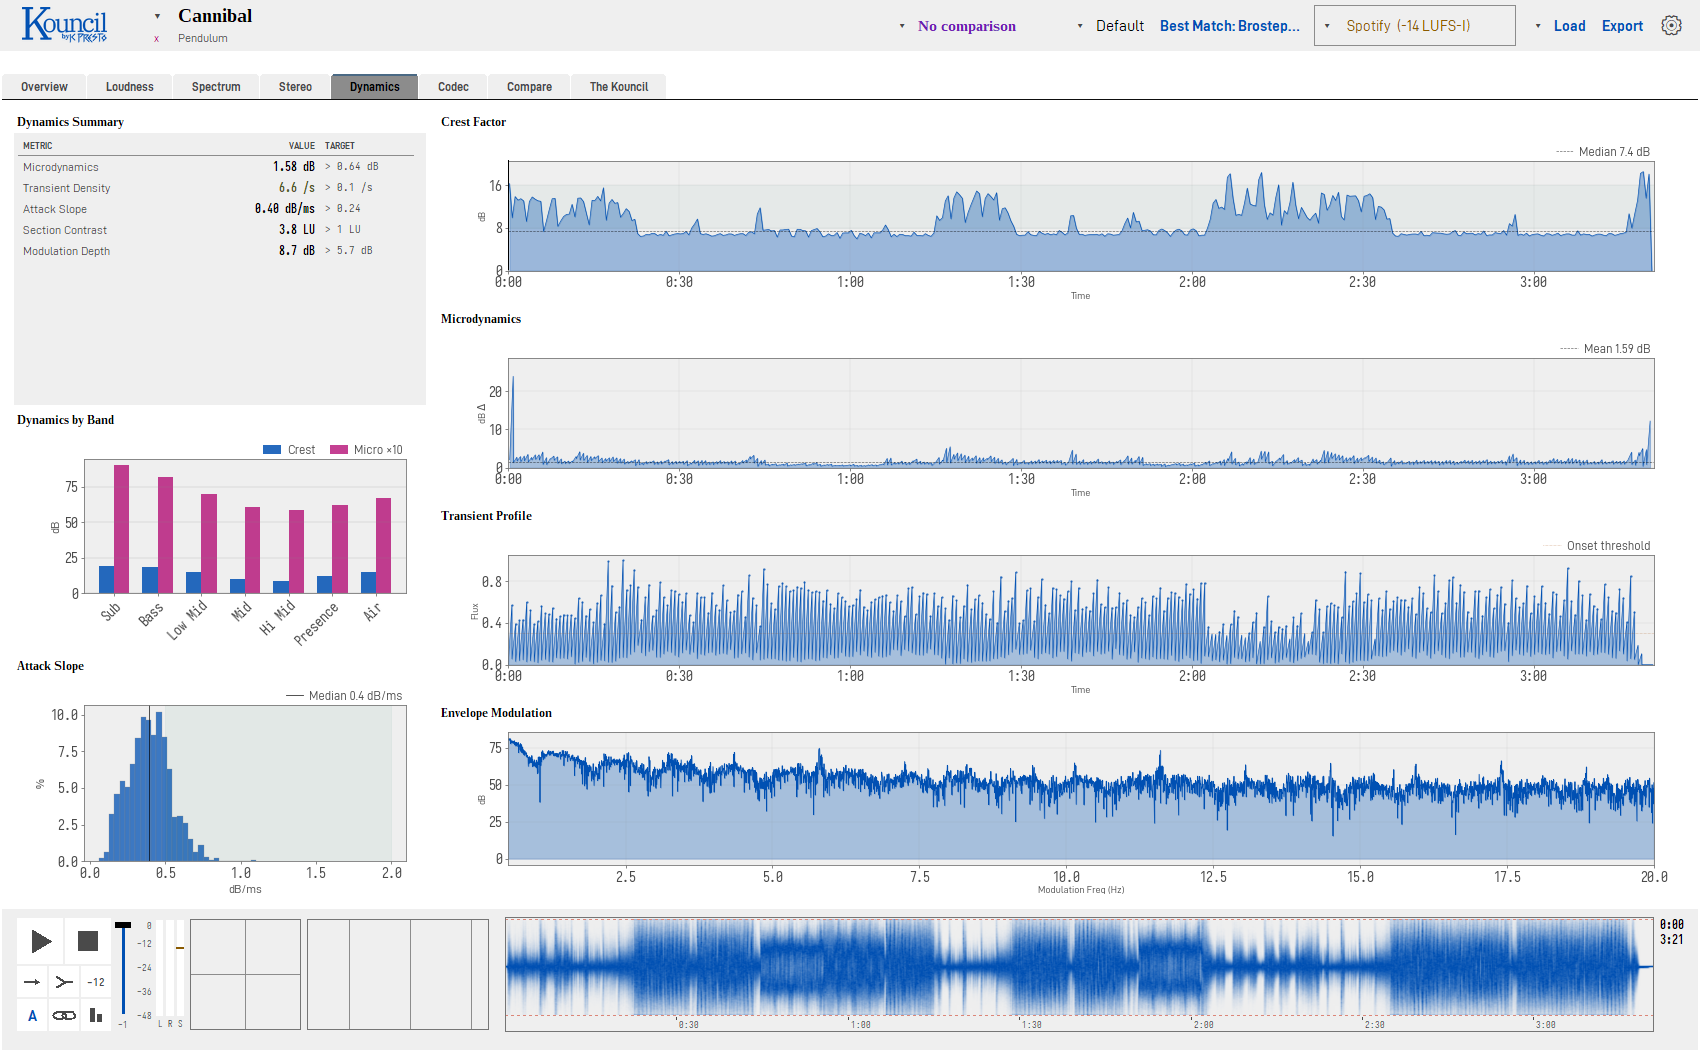 Kouncil
by K PRESTO
▾ Cannibal
x Pendulum
▾ No comparison
▾ Default
Best Match: Brostep...
▾ Spotify (-14 LUFS-I)
▾ Load
Export
Overview
Loudness
Spectrum
Stereo
Dynamics
Codec
Compare
The Kouncil
Dynamics Summary
METRIC VALUE TARGET
Microdynamics 1.58 dB > 0.64 dB
Transient Density 6.6 /s > 0.1 /s
Attack Slope 0.40 dB/ms > 0.24
Section Contrast 3.8 LU > 1 LU
Modulation Depth 8.7 dB > 5.7 dB
Dynamics by Band
Crest Micro ×10
75
50
25
0
dB
Sub Bass Low Mid Mid Hi Mid Presence Air
Attack Slope
Median 0.4 dB/ms
10.0
7.5
5.0
2.5
0.0
%
0.0 0.5 1.0 1.5 2.0
dB/ms
Crest Factor
Median 7.4 dB
16
8
0
dB
0:00 0:30 1:00 1:30 2:00 2:30 3:00
Time
Microdynamics
Mean 1.59 dB
20
10
0
dB Δ
0:00 0:30 1:00 1:30 2:00 2:30 3:00
Time
Transient Profile
Onset threshold
0.8
0.4
0.0
Flux
0:00 0:30 1:00 1:30 2:00 2:30 3:00
Time
Envelope Modulation
75
50
25
0
dB
2.5 5.0 7.5 10.0 12.5 15.0 17.5 20.0
Modulation Freq (Hz)
-12
A
0
-12
-24
-36
-48
-1
L R S
0:30 1:00 1:30 2:00 2:30 3:00
0:00
3:21